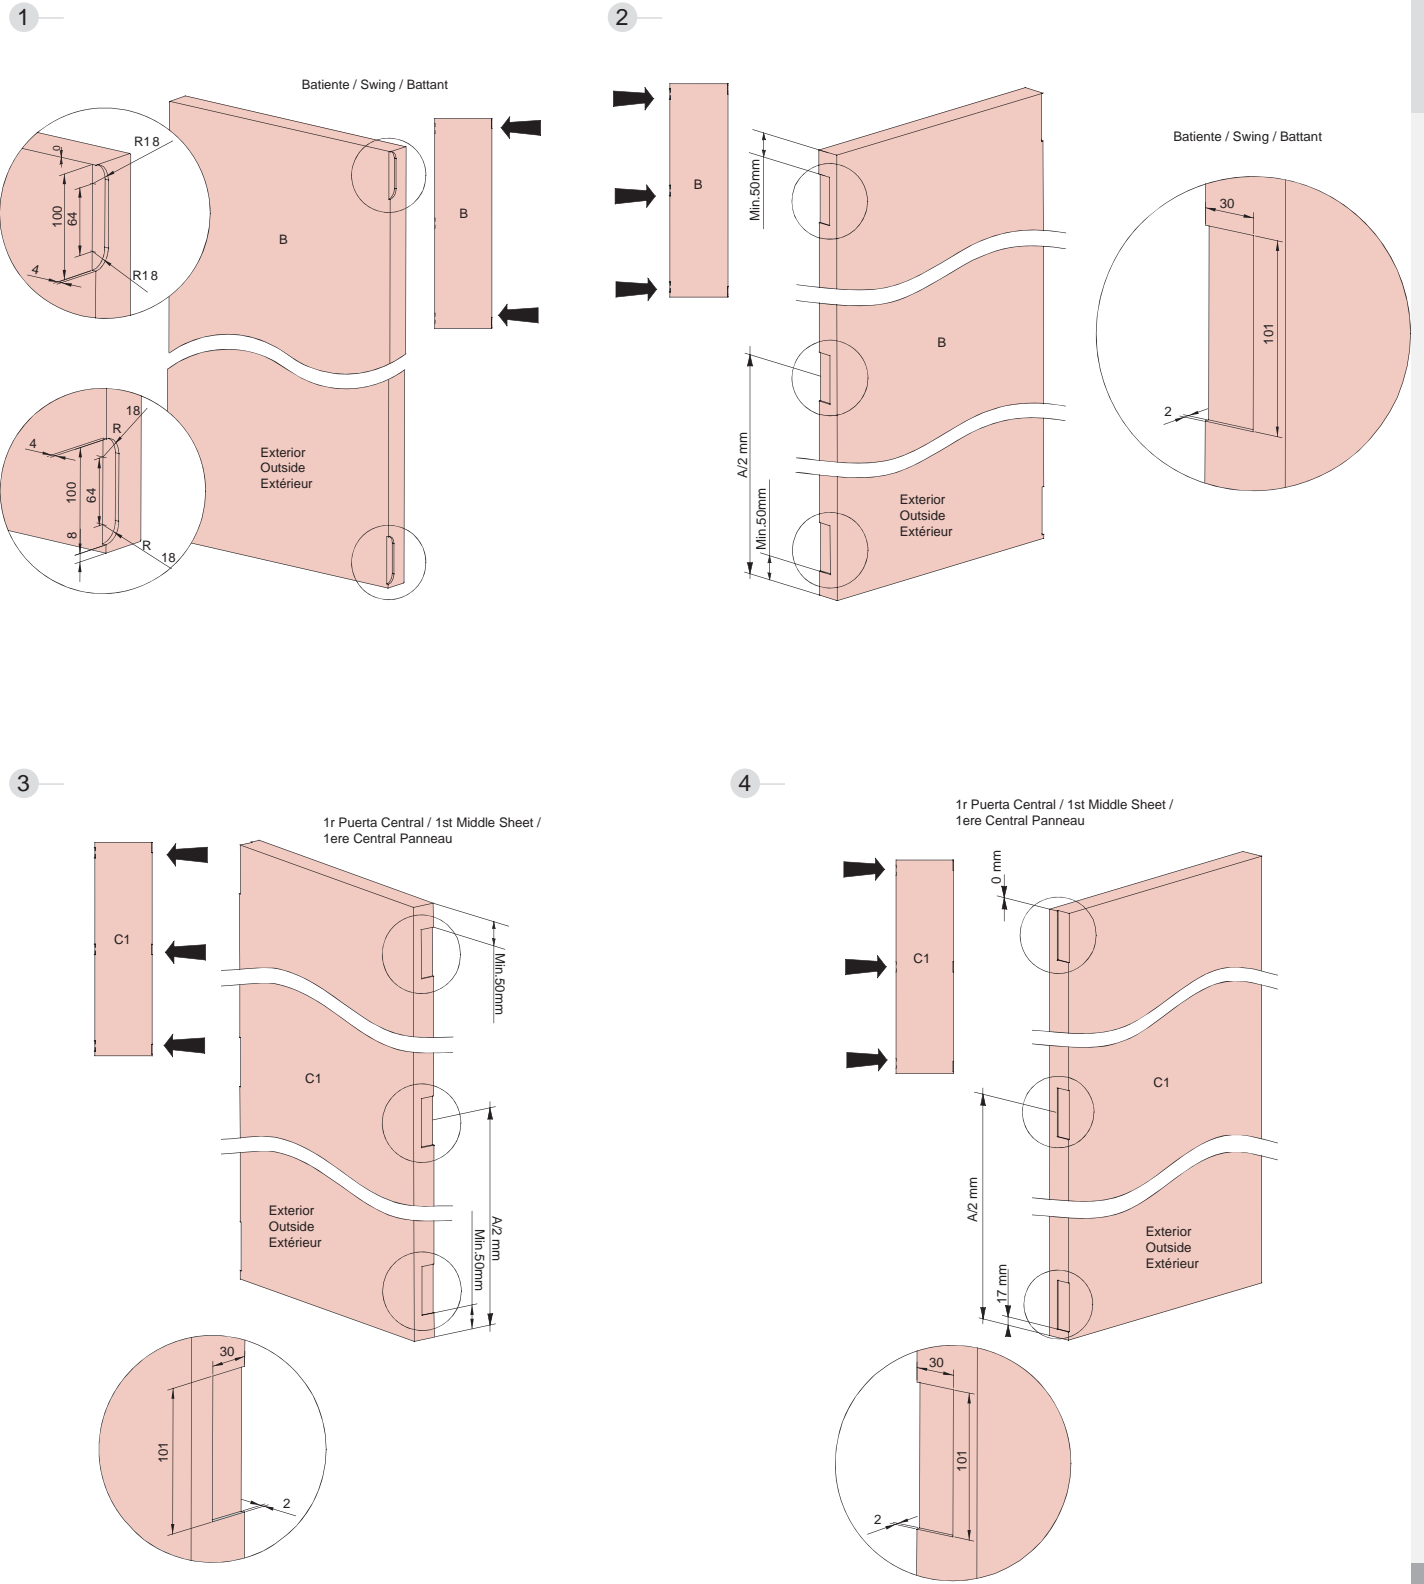 1
Batiente / Swing / Battant
R18
0
100
64
4
R18
B
B
18
R
4
100
64
8
R
18
Exterior
Outside
Extérieur
2
B
Min.50mm
Batiente / Swing / Battant
30
101
2
B
A/2 mm
Min.50mm
Exterior
Outside
Extérieur
3
1r Puerta Central / 1st Middle Sheet /
1ere Central Panneau
C1
Min.50mm
C1
A/2 mm
Min.50mm
Exterior
Outside
Extérieur
30
101
2
4
1r Puerta Central / 1st Middle Sheet /
1ere Central Panneau
0 mm
C1
C1
A/2 mm
17 mm
Exterior
Outside
Extérieur
30
101
2